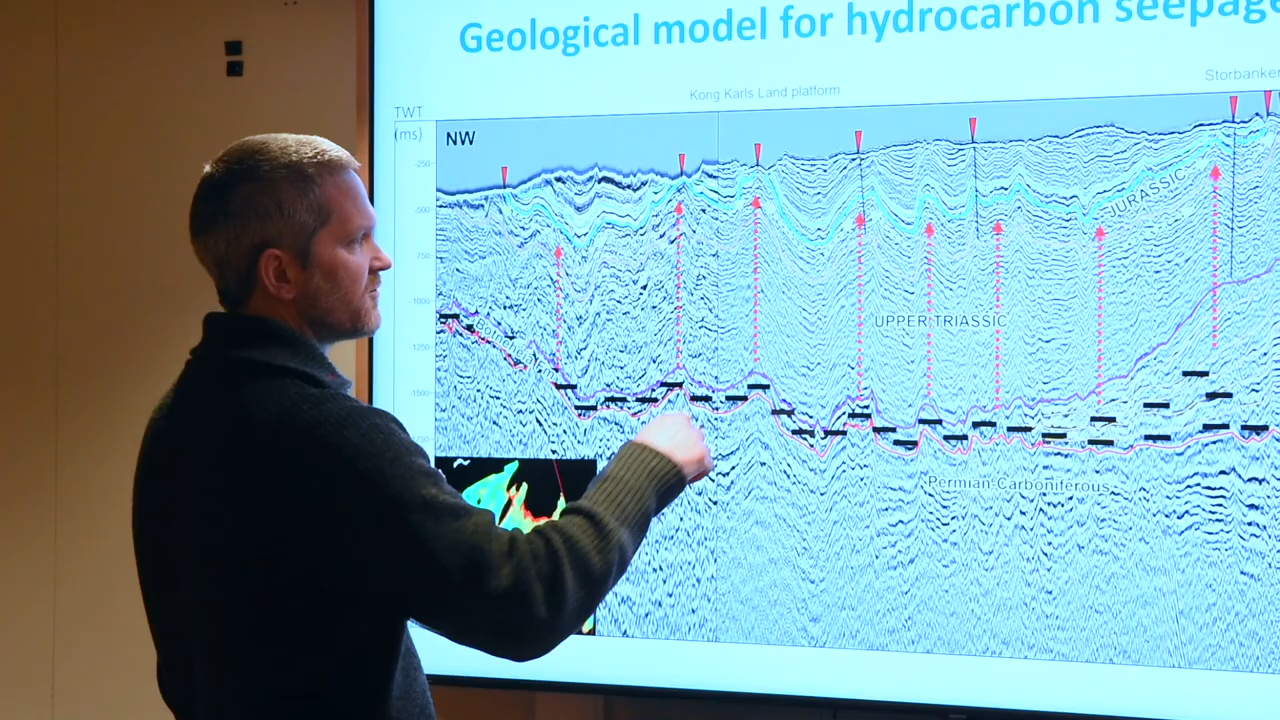 Geological model for hydrocarbon seepage
Storbanken
Kong Karls Land platform
TWT
(ms)
NW
-250
-500
JURASSIC
750
1000
UPPER TRIASSIC
1250
1500
Permian-Carboniferous